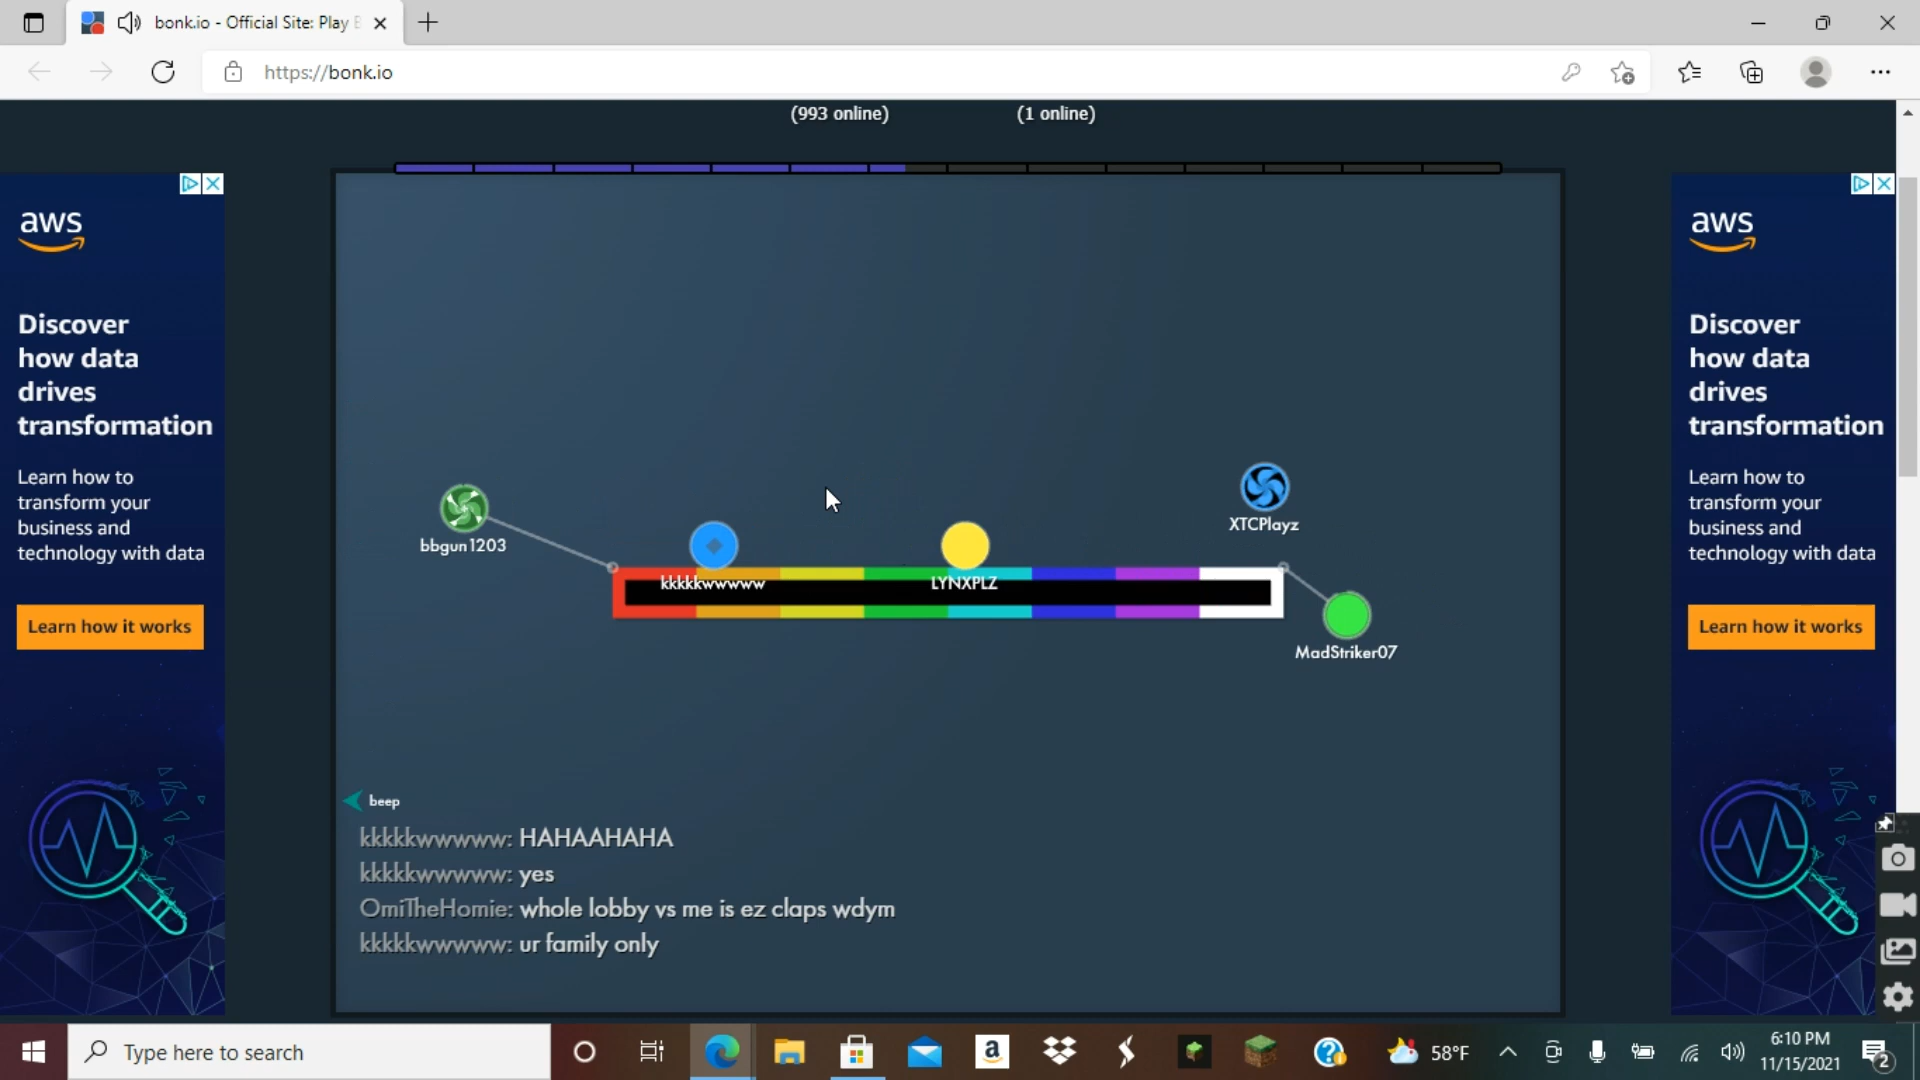 bonk.io - Official Site: Play B
https://bonk.io
(993 online) (1 online)
aws
Discover
how data
drives
transformation
Learn how to
transform your
business and
technology with data
Learn how it works
bbgun1203
kkkkkwwwww
LYNXPLZ
XTCPlayz
MadStriker07
beep
kkkkkwwwww: HAHAAHAHA
kkkkkwwwww: yes
OmiTheHomie: whole lobby vs me is ez claps wdym
kkkkkwwwww: ur family only
aws
Discover
how data
drives
transformation
Learn how to
transform your
business and
technology with data
Learn how it works
Type here to search
58°F
6:10 PM
11/15/2021
2